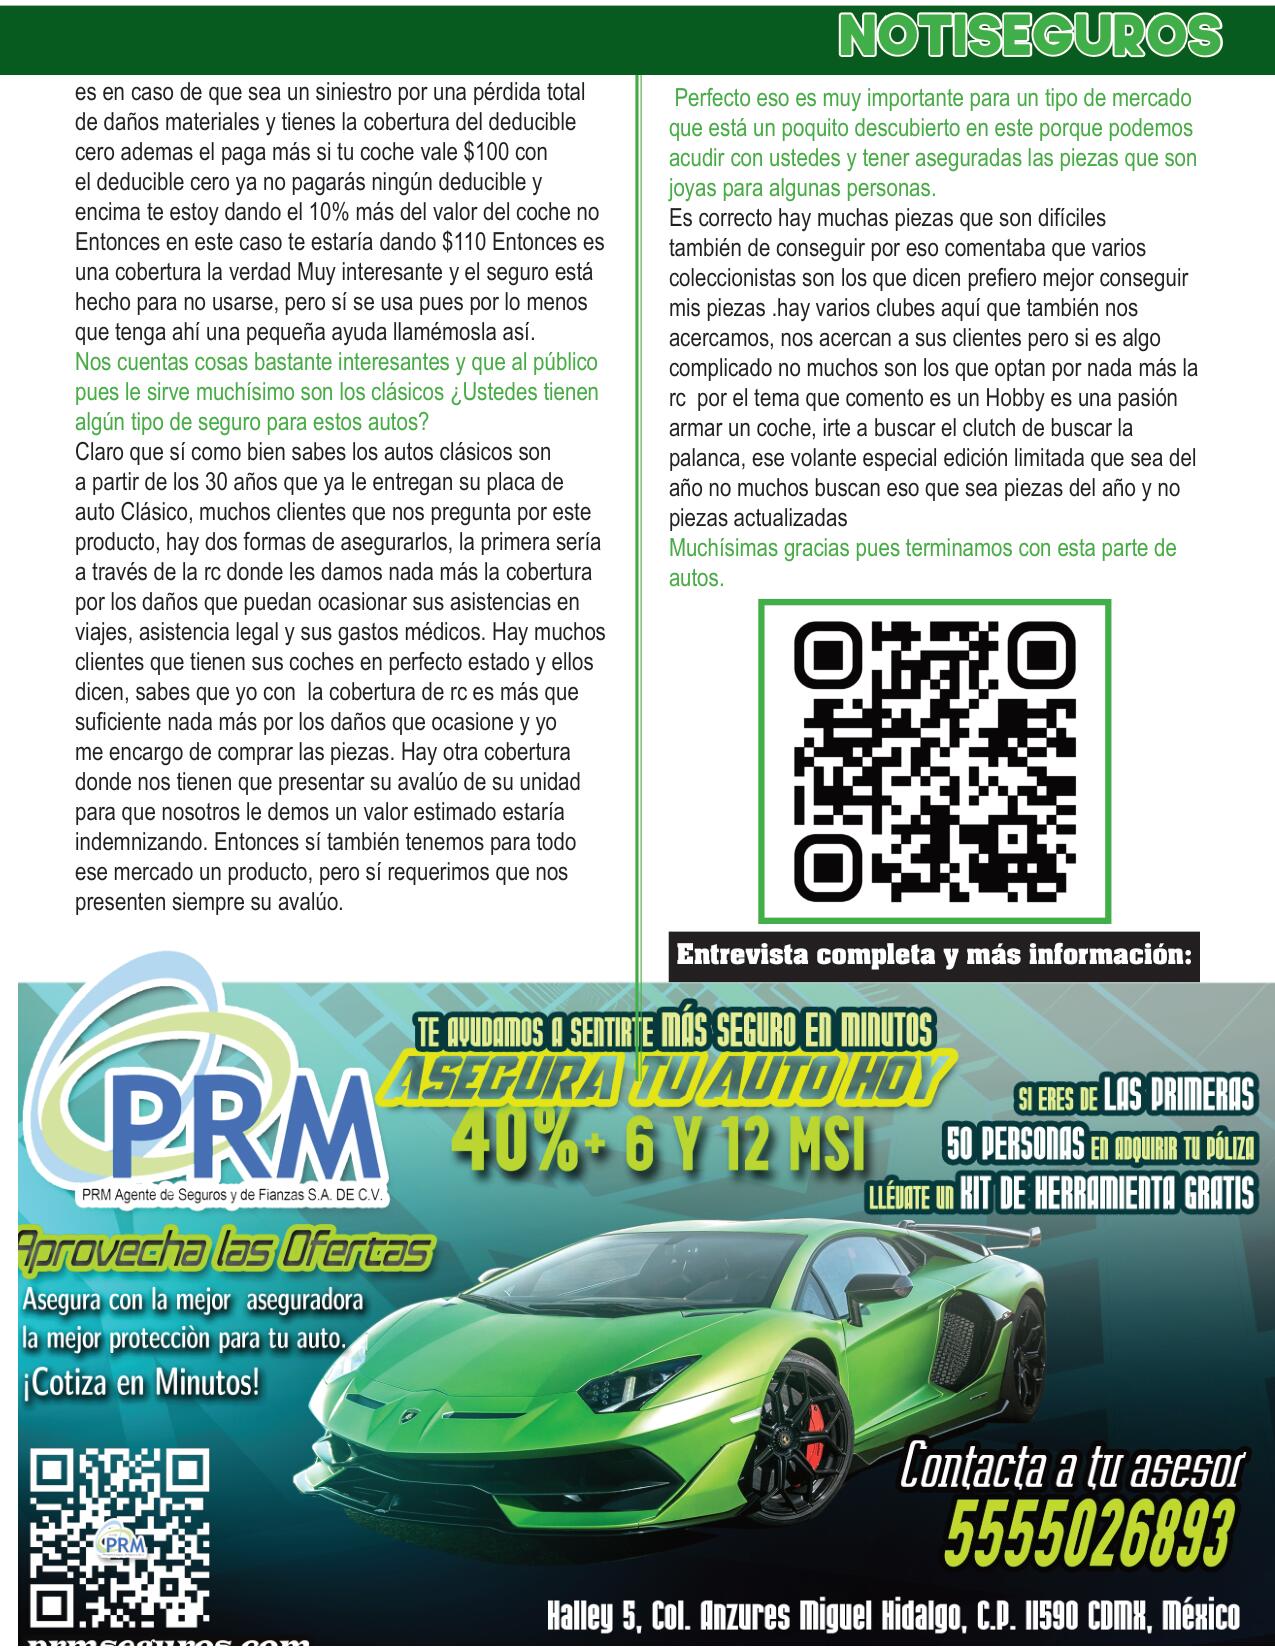 NOTISEGUROS
es en caso de que sea un siniestro por una pérdida total
de daños materiales y tienes la cobertura del deducible
cero ademas el paga más si tu coche vale $100 con
el deducible cero ya no pagarás ningún deducible y
encima te estoy dando el 10% más del valor del coche no
Entonces en este caso te estaría dando $110 Entonces es
una cobertura la verdad Muy interesante y el seguro está
hecho para no usarse, pero sí se usa pues por lo menos
que tenga ahí una pequeña ayuda llamémosla así.
Nos cuentas cosas bastante interesantes y que al público
pues le sirve muchísimo son los clásicos ¿Ustedes tienen
algún tipo de seguro para estos autos?
Claro que sí como bien sabes los autos clásicos son
a partir de los 30 años que ya le entregan su placa de
auto Clásico, muchos clientes que nos pregunta por este
producto, hay dos formas de asegurarlos, la primera sería
a través de la rc donde les damos nada más la cobertura
por los daños que puedan ocasionar sus asistencias en
viajes, asistencia legal y sus gastos médicos. Hay muchos
clientes que tienen sus coches en perfecto estado y ellos
dicen, sabes que yo con  la cobertura de rc es más que
suficiente nada más por los daños que ocasione y yo
me encargo de comprar las piezas. Hay otra cobertura
donde nos tienen que presentar su avalúo de su unidad
para que nosotros le demos un valor estimado estaría
indemnizando. Entonces sí también tenemos para todo
ese mercado un producto, pero sí requerimos que nos
presenten siempre su avalúo.
Perfecto eso es muy importante para un tipo de mercado
que está un poquito descubierto en este porque podemos
acudir con ustedes y tener aseguradas las piezas que son
joyas para algunas personas.
Es correcto hay muchas piezas que son difíciles
también de conseguir por eso comentaba que varios
coleccionistas son los que dicen prefiero mejor conseguir
mis piezas .hay varios clubes aquí que también nos
acercamos, nos acercan a sus clientes pero si es algo
complicado no muchos son los que optan por nada más la
rc  por el tema que comento es un Hobby es una pasión
armar un coche, irte a buscar el clutch de buscar la
palanca, ese volante especial edición limitada que sea del
año no muchos buscan eso que sea piezas del año y no
piezas actualizadas
Muchísimas gracias pues terminamos con esta parte de
autos.
Entrevista completa y más información:
PRM
PRM Agente de Seguros y de Fianzas S.A. DE C.V.
TE AYUDAMOS A SENTIRTE MÁS SEGURO EN MINUTOS
ASEGURA TU AUTO HOY
40%+ 6 Y 12 MSI
SI ERES DE LAS PRIMERAS
50 PERSONAS EN ADQUIRIR TU PÓLIZA
LLÉVATE UN KIT DE HERRAMIENTA GRATIS
Aprovecha las Ofertas
Asegura con la mejor  aseguradora
la mejor protecciòn para tu auto.
¡Cotiza en Minutos!
PRM
prmseguros.com
Contacta a tu asesor
5555026893
Halley 5, Col. Anzures Miguel Hidalgo, C.P. 11590 CDMX, México